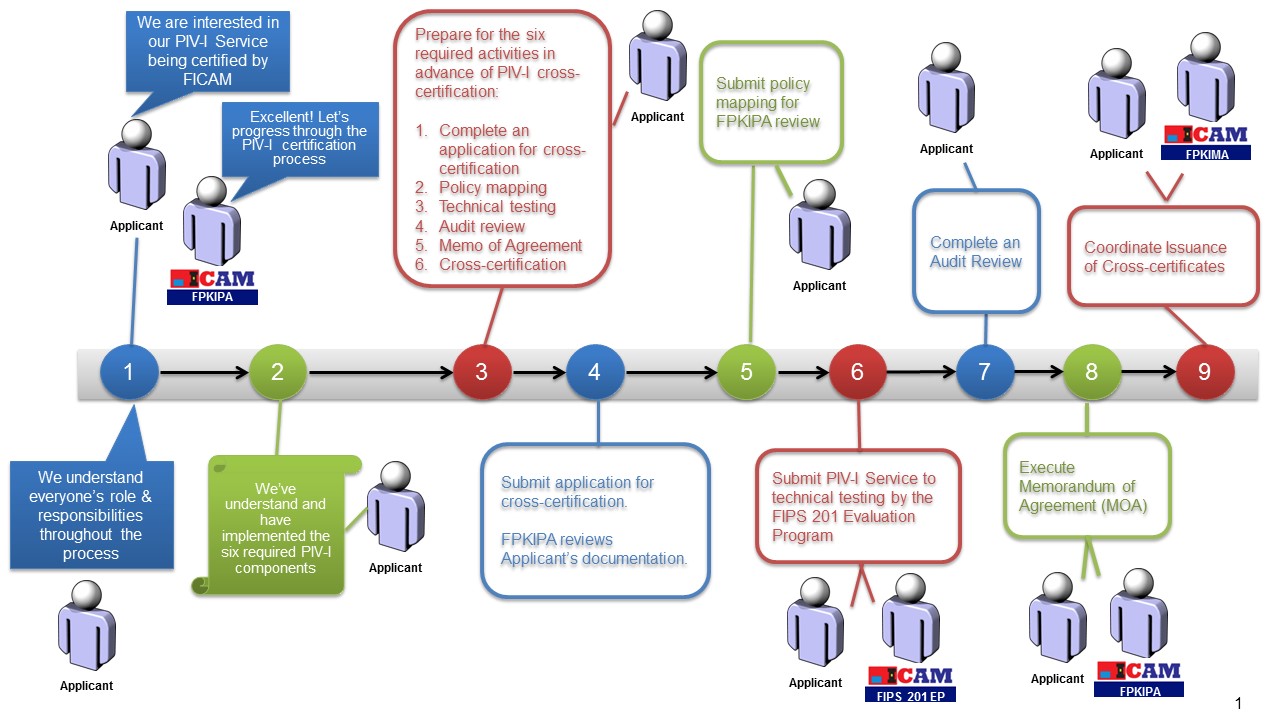 We are interested in
our PIV-I Service
being certified by
FICAM
Excellent! Let's
progress through the
PIV-I certification
process
Applicant
ICAM
FPKIPA
Prepare for the six
required activities in
advance of PIV-I cross-
certification:
1. Complete an
application for cross-
certification
2. Policy mapping
3. Technical testing
4. Audit review
5. Memo of Agreement
6. Cross-certification
Applicant
Submit policy
mapping for
FPKIPA review
Applicant
Applicant
Complete an
Audit Review
Applicant
ICAM
FPKIMA
Coordinate Issuance
of Cross-certificates
1 2 3 4 5 6 7 8 9
We understand
everyone's role &
responsibilities
throughout the
process
Applicant
We've
understand and
have
implemented the
six required PIV-I
components
Applicant
Submit application for
cross-certification.
FPKIPA reviews
Applicant's documentation.
Submit PIV-I Service to
technical testing by the
FIPS 201 Evaluation
Program
Applicant
ICAM
FIPS 201 EP
Execute
Memorandum of
Agreement (MOA)
Applicant
ICAM
FPKIPA
1